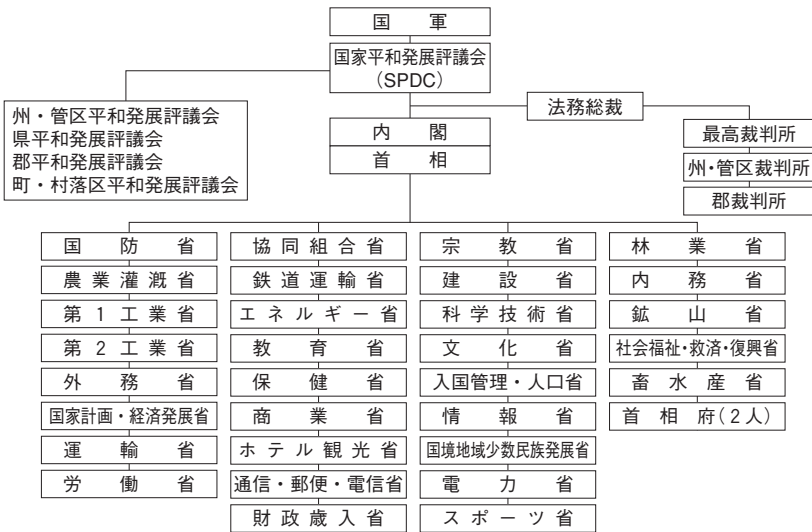 国軍
国家平和発展評議会
(SPDC)
州・管区平和発展評議会
県平和発展評議会
郡平和発展評議会
町・村落区平和発展評議会
法務総裁
内閣
首相
最高裁判所
州・管区裁判所
郡裁判所
国防省
農業灌漑省
第1工業省
第2工業省
外務省
国家計画・経済発展省
運輸省
労働省
協同組合省
鉄道運輸省
エネルギー省
教育省
保健省
商業省
ホテル観光省
通信・郵便・電信省
財政歳入省
宗教省
建設省
科学技術省
文化省
入国管理・人口省
情報省
国境地域少数民族発展省
電力省
スポーツ省
林業省
内務省
鉱山省
社会福祉・救済・復興省
畜水産省
首相府(2人)